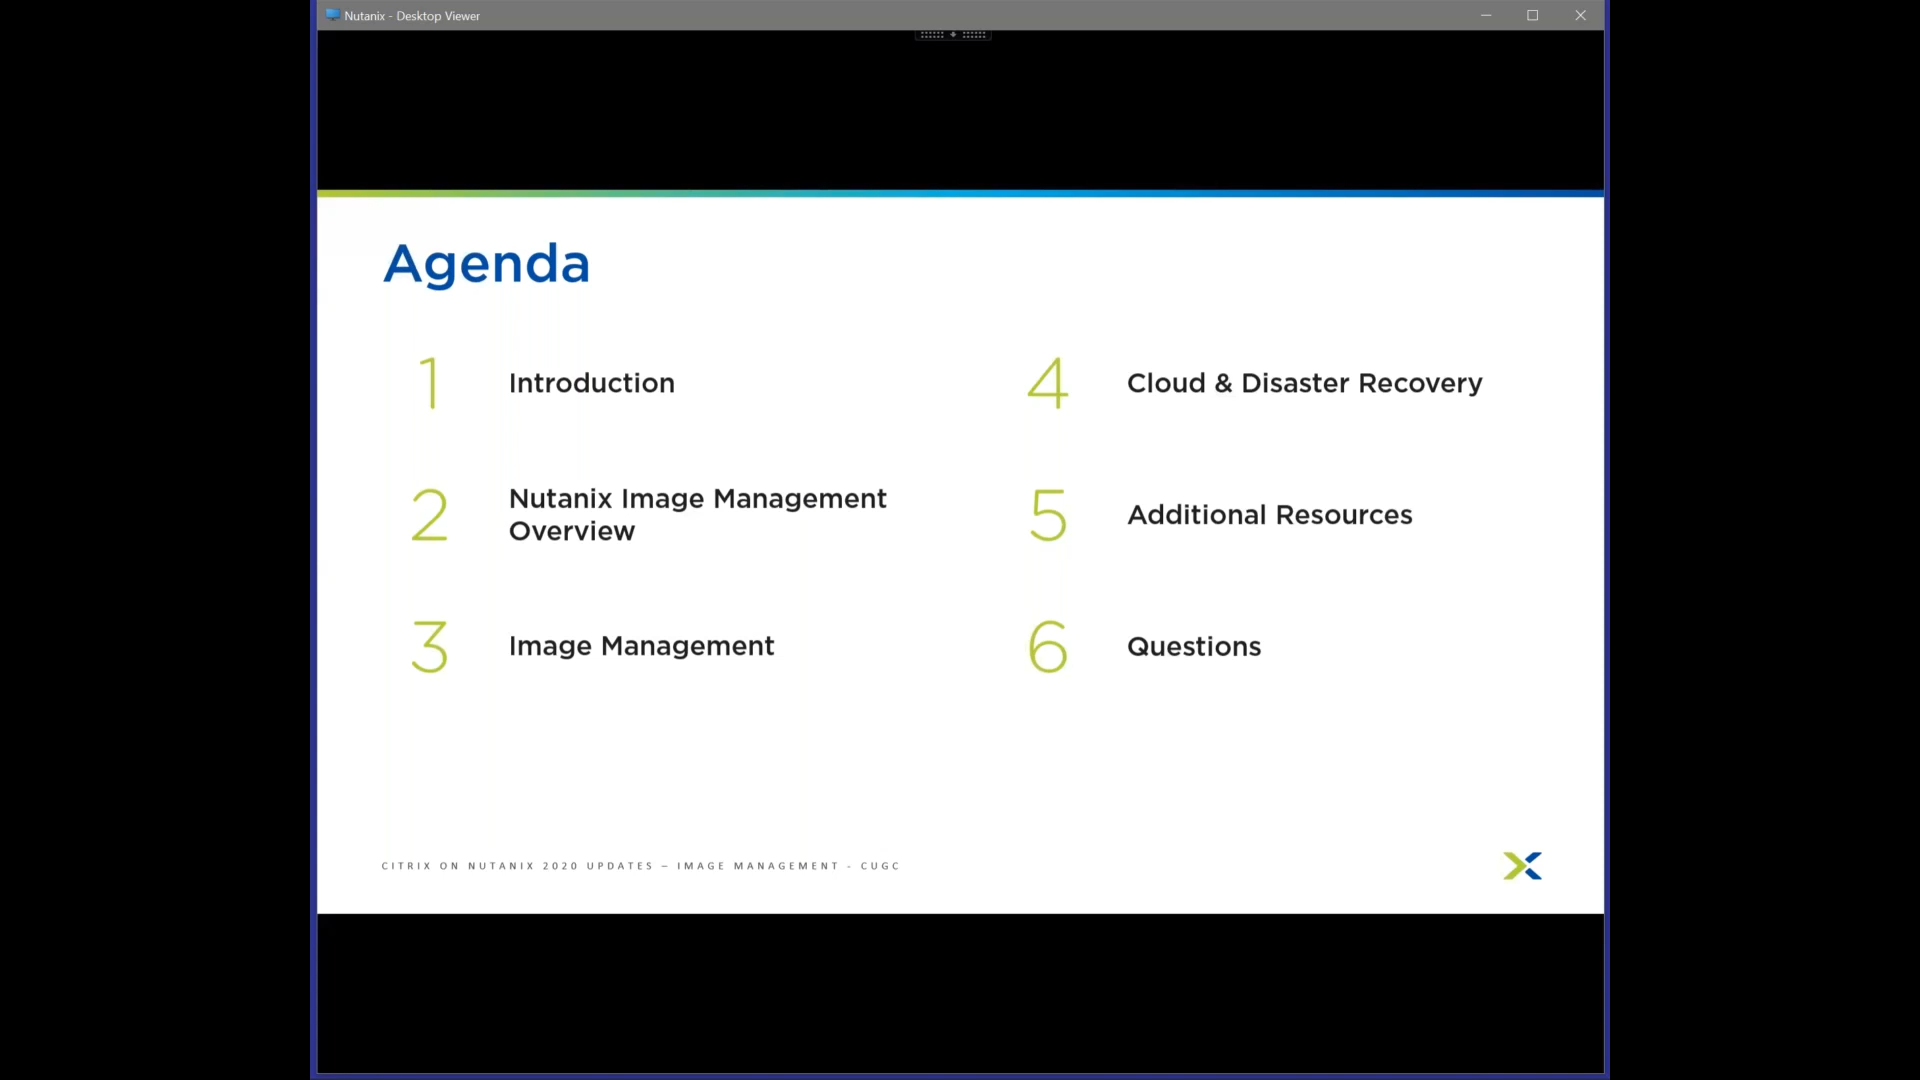 Nutanix - Desktop Viewer
Agenda
1 Introduction
2 Nutanix Image Management
Overview
3 Image Management
4 Cloud & Disaster Recovery
5 Additional Resources
6 Questions
CITRIX ON NUTANIX 2020 UPDATES – IMAGE MANAGEMENT - CUGC